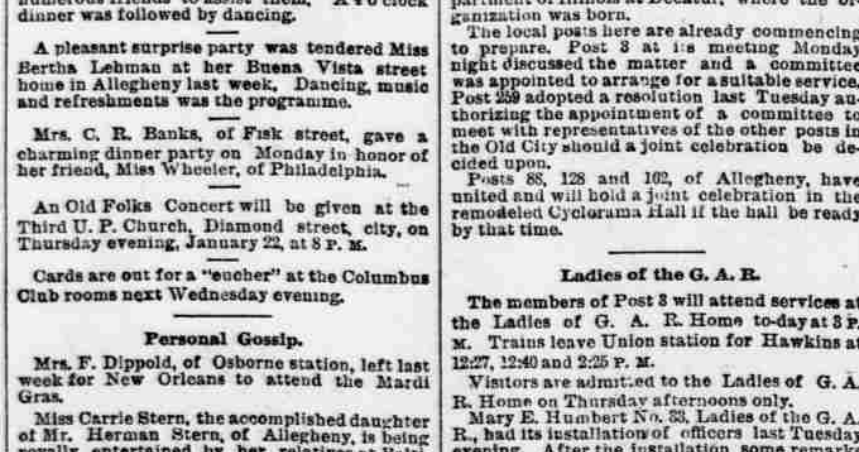 dinner was followed by dancing.
A pleasant surprise party was tendered Miss
Bertha Lehman at her Buena Vista street
home in Allegheny last week. Dancing, music
and refreshments was the programme.
Mrs. C. R. Banks, of Fisk street, gave a
charming dinner party on Monday in honor of
her friend, Miss Wheeler, of Philadelphia.
An Old Folks Concert will be given at the
Third U. P. Church, Diamond street, city, on
Thursday evening, January 22, at 8 P. M.
Cards are out for a "eucher" at the Columbus
Club rooms next Wednesday evening.
Personal Gossip.
Mrs. F. Dippold, of Osborne station, left last
week for New Orleans to attend the Mardi
Gras.
Miss Carrie Stern, the accomplished daughter
of Mr. Herman Stern, of Allegheny, is being
royally entertained by her relatives at
ganization was born.
The local posts here are already commencing
to prepare. Post 3 at its meeting Monday
night discussed the matter and a committee
was appointed to arrange for a suitable service.
Post 259 adopted a resolution last Tuesday au-
thorizing the appointment of a committee to
meet with representatives of the other posts in
the Old City should a joint celebration be de-
cided upon.
Posts 88, 128 and 162, of Allegheny, have
united and will hold a joint celebration in the
remodeled Cyclorama Hall if the hall be ready
by that time.
Ladies of the G. A. R.
The members of Post 3 will attend services at
the Ladies of G. A. R. Home to-day at 3 P.
M. Trains leave Union station for Hawkins at
12:27, 12:40 and 2:25 P. M.
Visitors are admitted to the Ladies of G. A.
R. Home on Thursday afternoons only.
Mary E. Humbert No. 33, Ladies of the G. A.
R., had its installation of officers last Tuesday
evening. After the installation some remarks